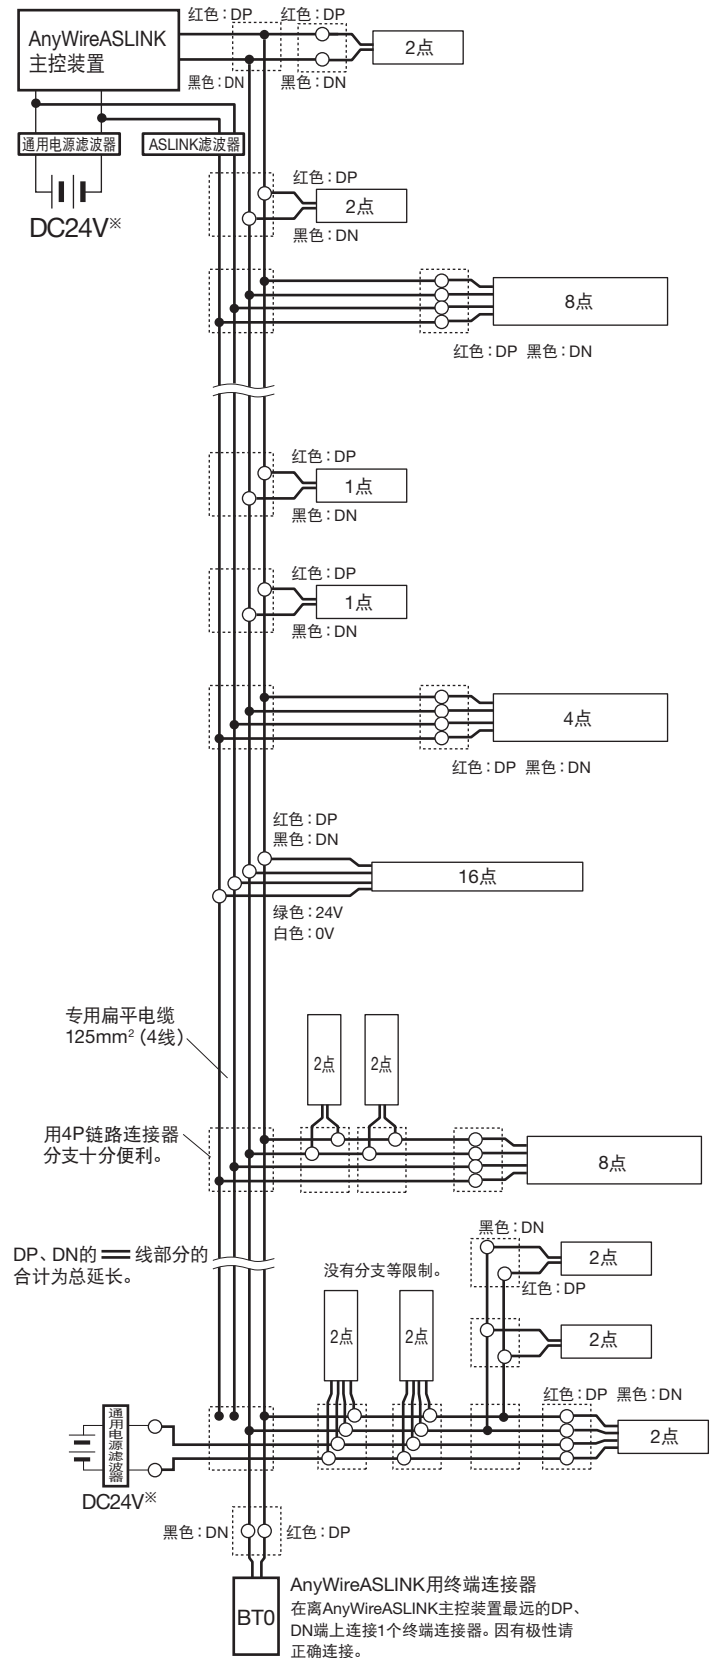 红色：DP 红色：DP
AnyWireASLINK
主控装置
2点
黑色：DN 黑色：DN
通用电源滤波器 ASLINK滤波器
DC24V※
红色：DP
2点
黑色：DN
8点
红色：DP 黑色：DN
红色：DP
1点
黑色：DN
红色：DP
1点
黑色：DN
4点
红色：DP 黑色：DN
红色：DP
黑色：DN
16点
绿色：24V
白色：0V
专用扁平电缆
125mm²（4线）
2点 2点
用4P链路连接器
分支十分便利。
8点
黑色：DN
DP、DN的 线部分的
合计为总延长。
2点
没有分支等限制。
红色：DP
2点 2点
2点
红色：DP 黑色：DN
通用电源滤波器
2点
DC24V※
黑色：DN 红色：DP
BT0
AnyWireASLINK用终端连接器
在离AnyWireASLINK主控装置最远的DP、
DN端上连接1个终端连接器。因有极性请
正确连接。